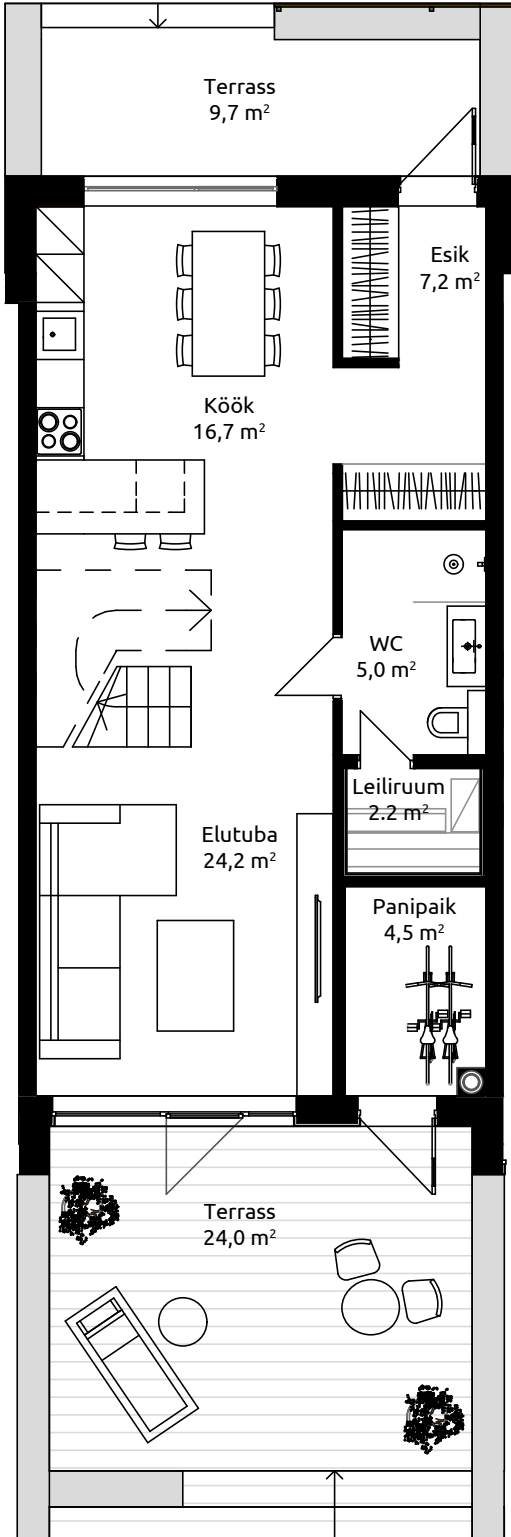 Terrass
9,7 m²
Esik
7,2 m²
Köök
16,7 m²
WC
5,0 m²
Leiliruum
2.2 m²
Elutuba
24,2 m²
Panipaik
4,5 m²
Terrass
24,0 m²